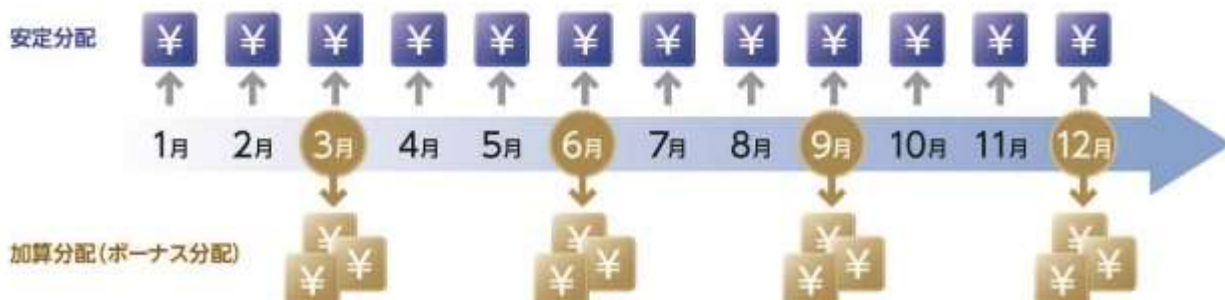 安定分配 ¥ ¥ ¥ ¥ ¥ ¥ ¥ ¥ ¥ ¥ ¥ ¥
1月 2月 3月 4月 5月 6月 7月 8月 9月 10月 11月 12月
加算分配(ボーナス分配) ¥ ¥ ¥ ¥ ¥ ¥ ¥ ¥ ¥ ¥ ¥ ¥